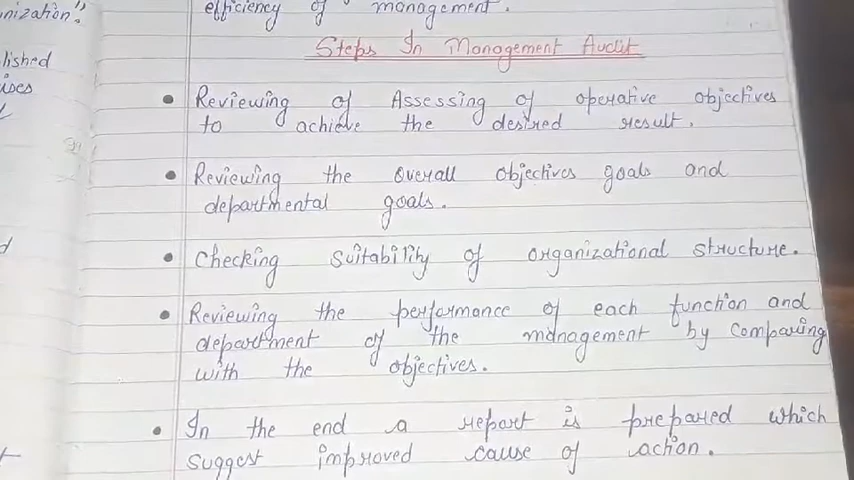 nization."
lished
efficiency of management.
Steps In Management Audit
• Reviewing of Assessing of operative objectives
to achieve the desired result.
• Reviewing the overall objectives goals and
departmental goals.
• Checking suitability of organizational structure.
• Reviewing the performance of each function and
department of the management by comparing
with the objectives.
• In the end a report is prepared which
suggest improved cause of action.